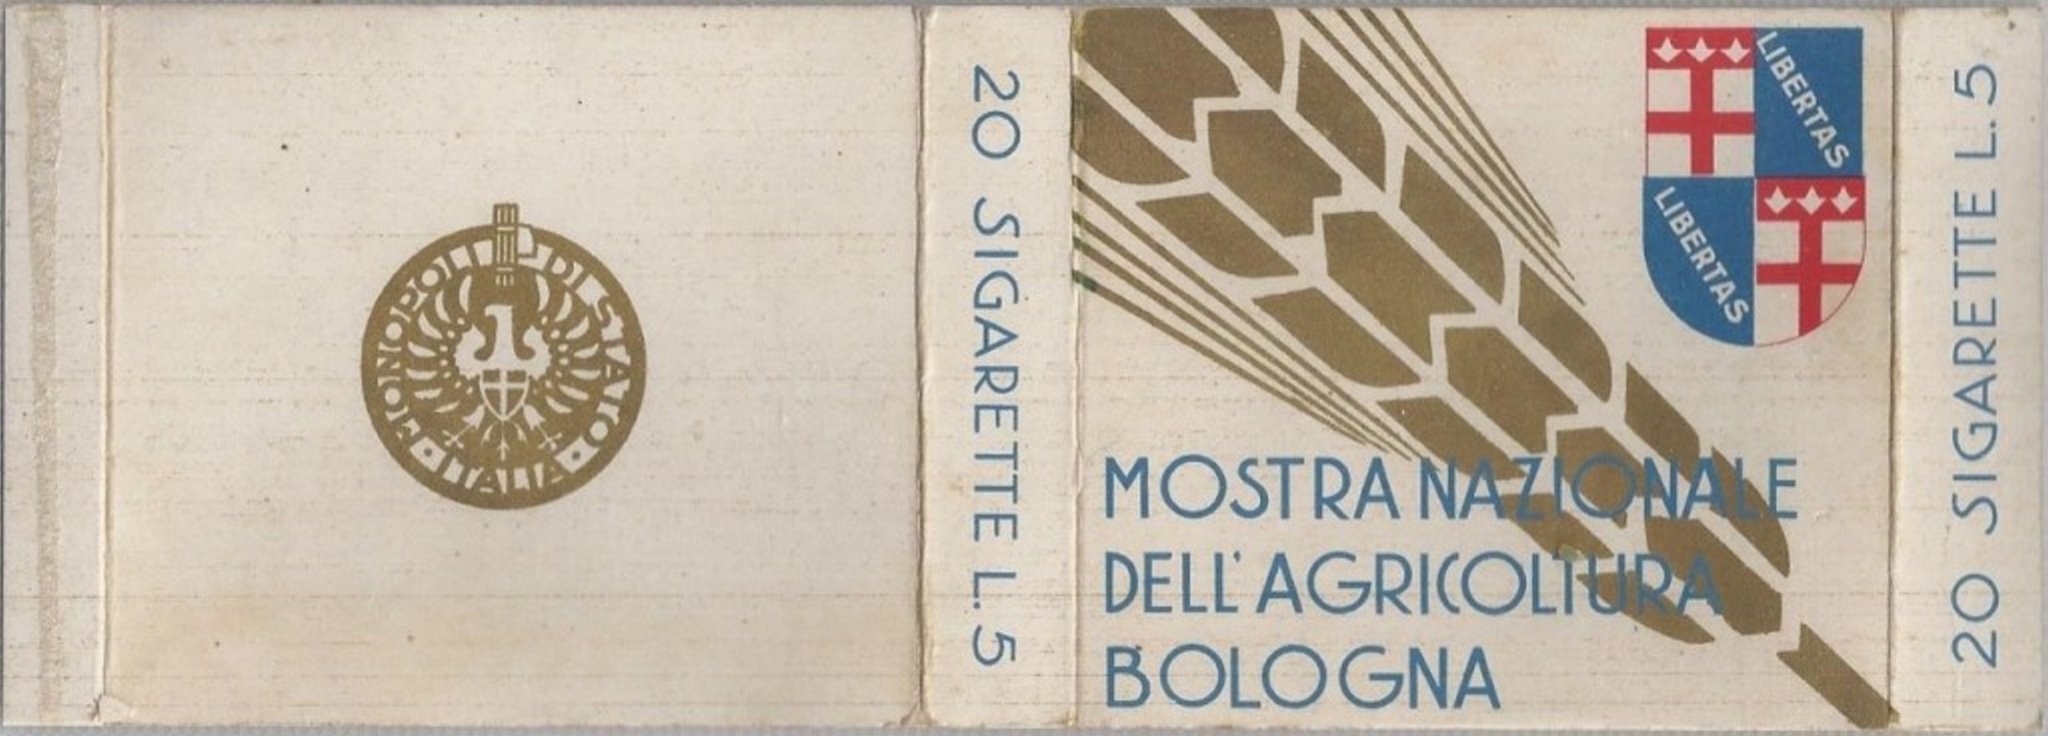 MONOPOLI DI STATO
• ITALIA •
20 SIGARETTE L.5
LIBERTAS
LIBERTAS
MOSTRA NAZIONALE
DELL'AGRICOLTURA
BOLOGNA
20 SIGARETTE L.5